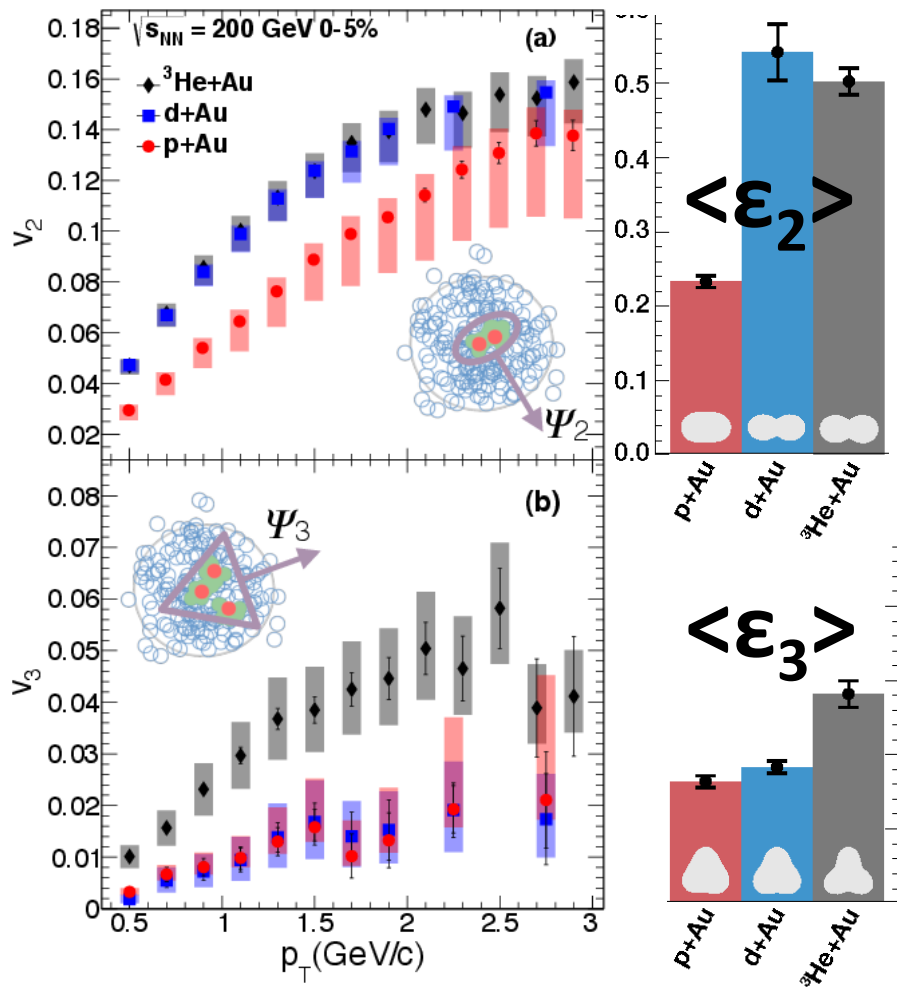 √s_NN = 200 GeV 0-5%
(a)
³He+Au
d+Au
p+Au
v₂
0.18
0.16
0.14
0.12
0.1
0.08
0.06
0.04
0.02
Ψ₂
(b)
v₃
0.08
0.07
0.06
0.05
0.04
0.03
0.02
0.01
0
Ψ₃
0.5
1
1.5
2
2.5
3
p_T(GeV/c)
0.5
0.4
0.3
0.2
0.1
0.0
<ε₂>
p+Au
d+Au
³He+Au
<ε₃>
p+Au
d+Au
³He+Au